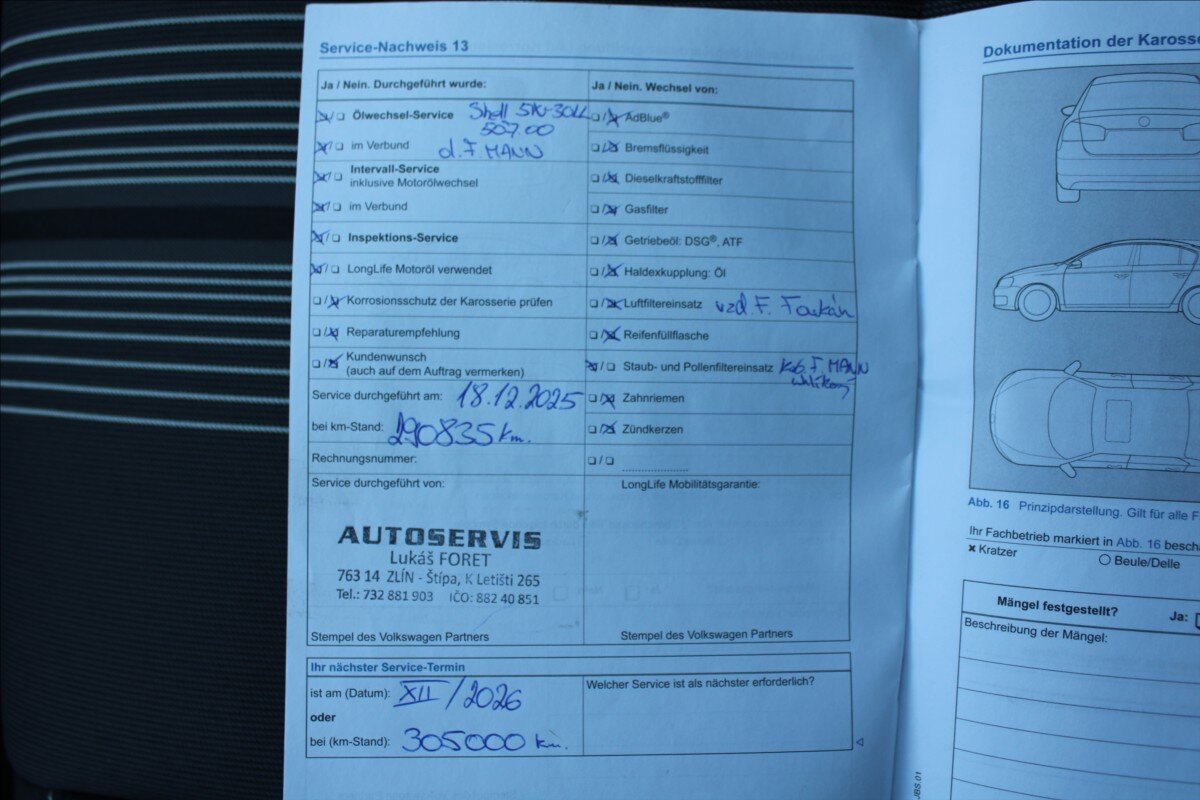 Service-Nachweis 13
Ja / Nein. Durchgeführt wurde:
Ölwechsel-Service Shell 5W-30LL
507.00
im Verbund d.F. MANN
Intervall-Service
inklusive Motorölwechsel
im Verbund
Inspektions-Service
LongLife Motoröl verwendet
Korrosionsschutz der Karosserie prüfen
Reparaturempfehlung
Kundenwunsch
(auch auf dem Auftrag vermerken)
Service durchgeführt am: 18.12.2025
bei km-Stand: 290835 km.
Rechnungsnummer:
Service durchgeführt von:
AUTOSERVIS
Lukáš FORET
763 14 ZLÍN - Štípa, K Letišti 265
Tel.: 732 881 903 IČO: 882 40 851
Stempel des Volkswagen Partners
Ja / Nein. Wechsel von:
AdBlue®
Bremsflüssigkeit
Dieselkraftstofffilter
Gasfilter
Getriebeöl: DSG®, ATF
Haldexkupplung: Öl
Luftfiltereinsatz vzd. F.
Reifenfüllflasche
Staub- und Pollenfiltereinsatz kab.F. MANN
Zahnriemen
Zündkerzen
LongLife Mobilitätsgarantie:
Stempel des Volkswagen Partners
Ihr nächster Service-Termin
ist am (Datum): XII/2026
oder
bei (km-Stand): 305000 km.
Welcher Service ist als nächster erforderlich?
Dokumentation der Karosse
Abb. 16 Prinzipdarstellung. Gilt für alle F
Ihr Fachbetrieb markiert in Abb. 16 besch
Kratzer
Beule/Delle
Mängel festgestellt? Ja:
Beschreibung der Mängel:
JBS.01